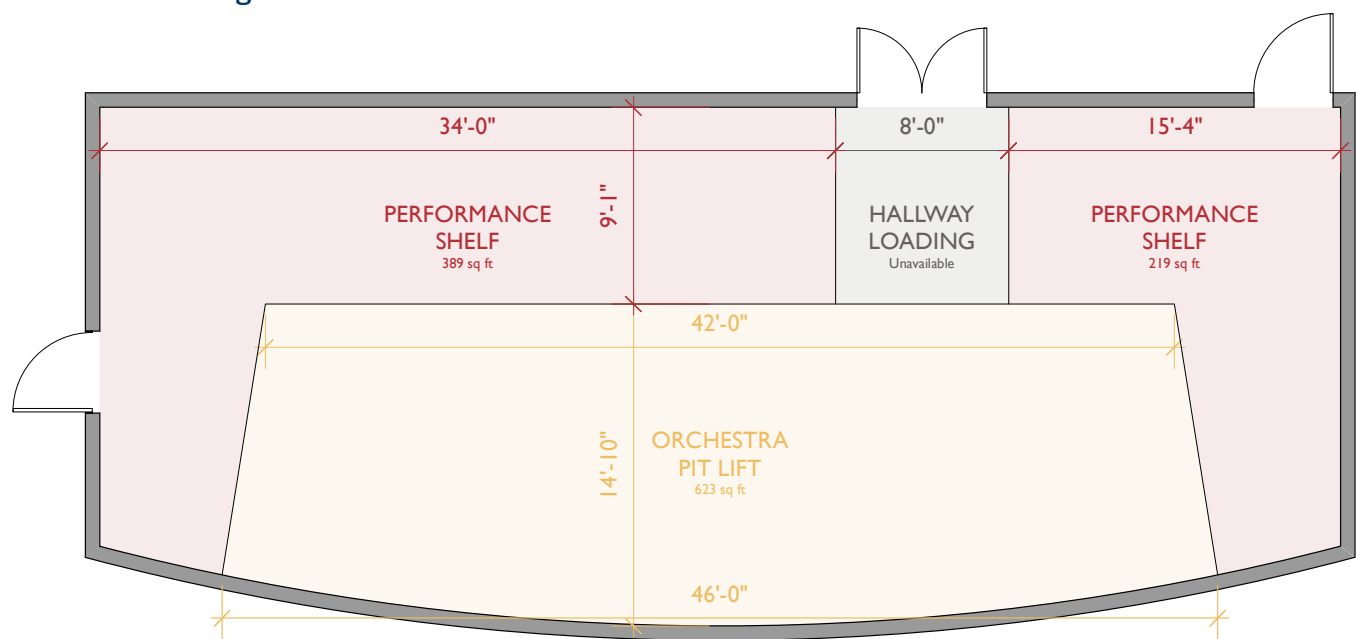 34'-0"
8'-0"
15'-4"
9'-1"
PERFORMANCE
SHELF
389 sq ft
HALLWAY
LOADING
Unavailable
PERFORMANCE
SHELF
219 sq ft
42'-0"
14'-10"
ORCHESTRA
PIT LIFT
623 sq ft
46'-0"